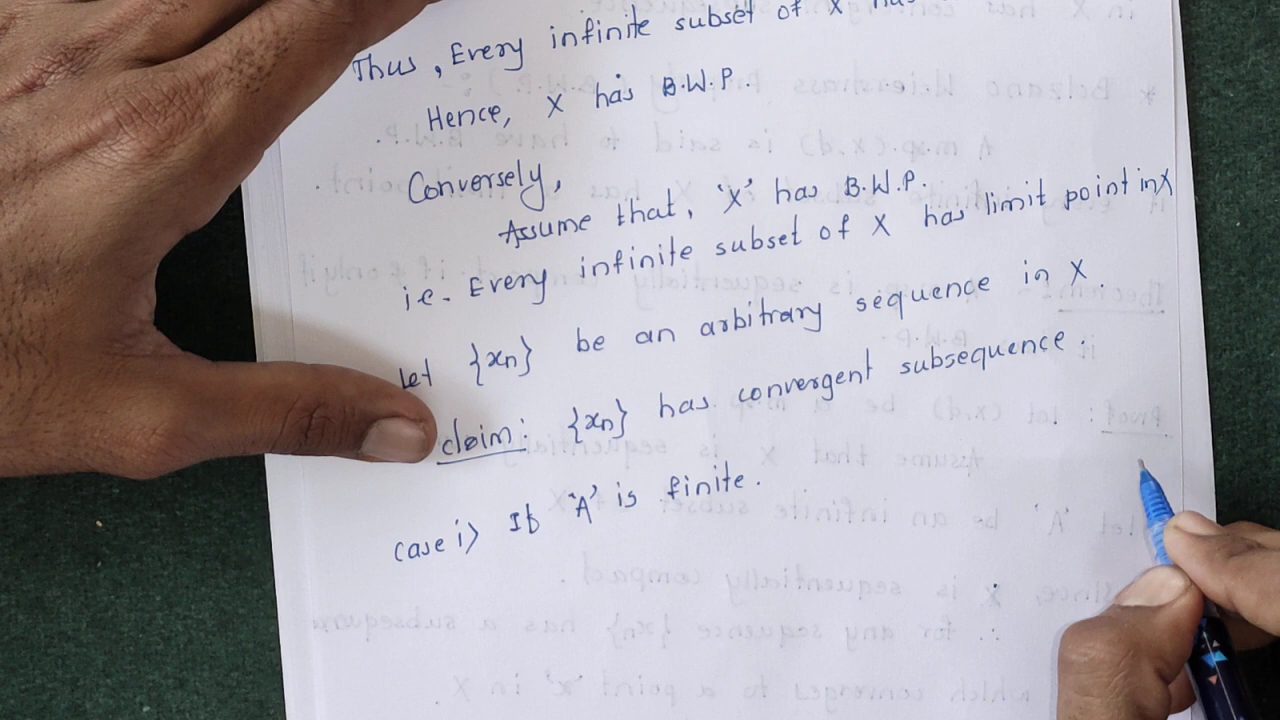 Thus, Every infinite subset of X has
Hence, X has B.W.P.
Conversely,
Assume that, 'X' has B.W.P.
i.e. Every infinite subset of X has limit point in X
Let {xn} be an arbitrary sequence in X.
claim: {xn} has convergent subsequence.
case i) If 'A' is finite.